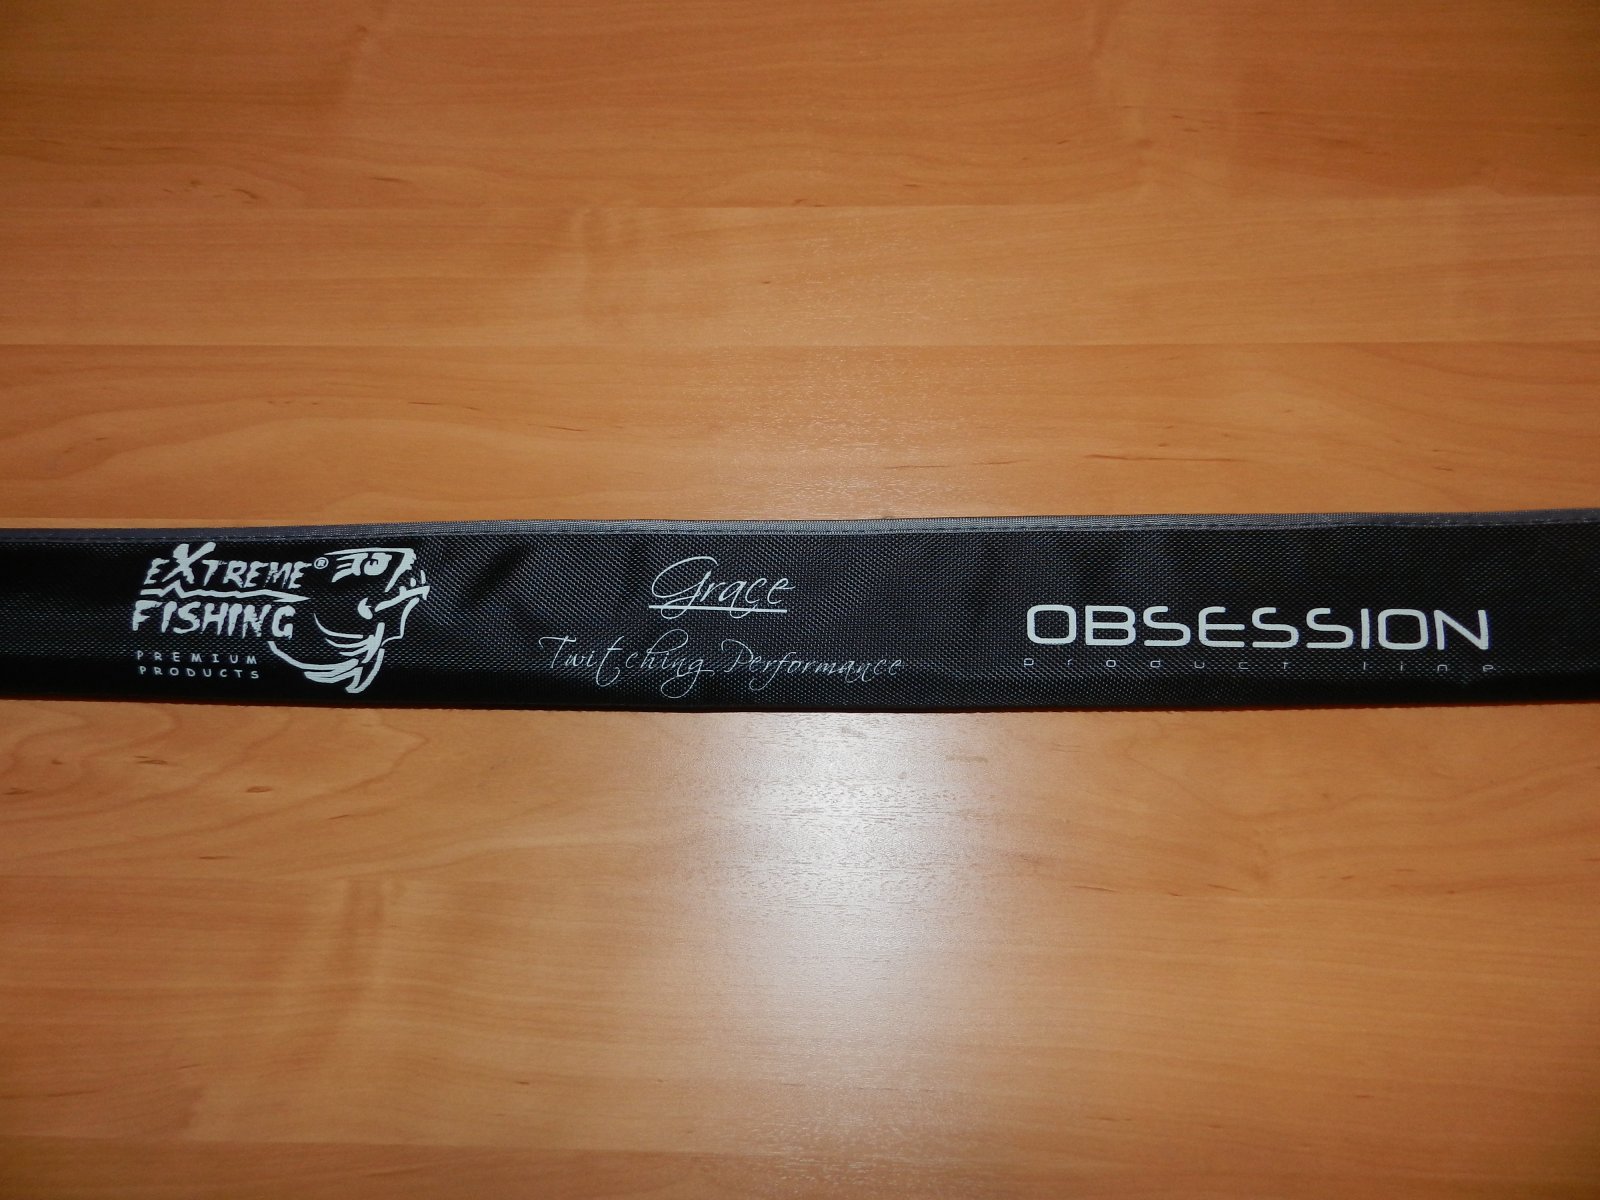 EXTREME®
FISHING
PREMIUM
PRODUCTS
Grace
Twitching Performance
OBSESSION
product line